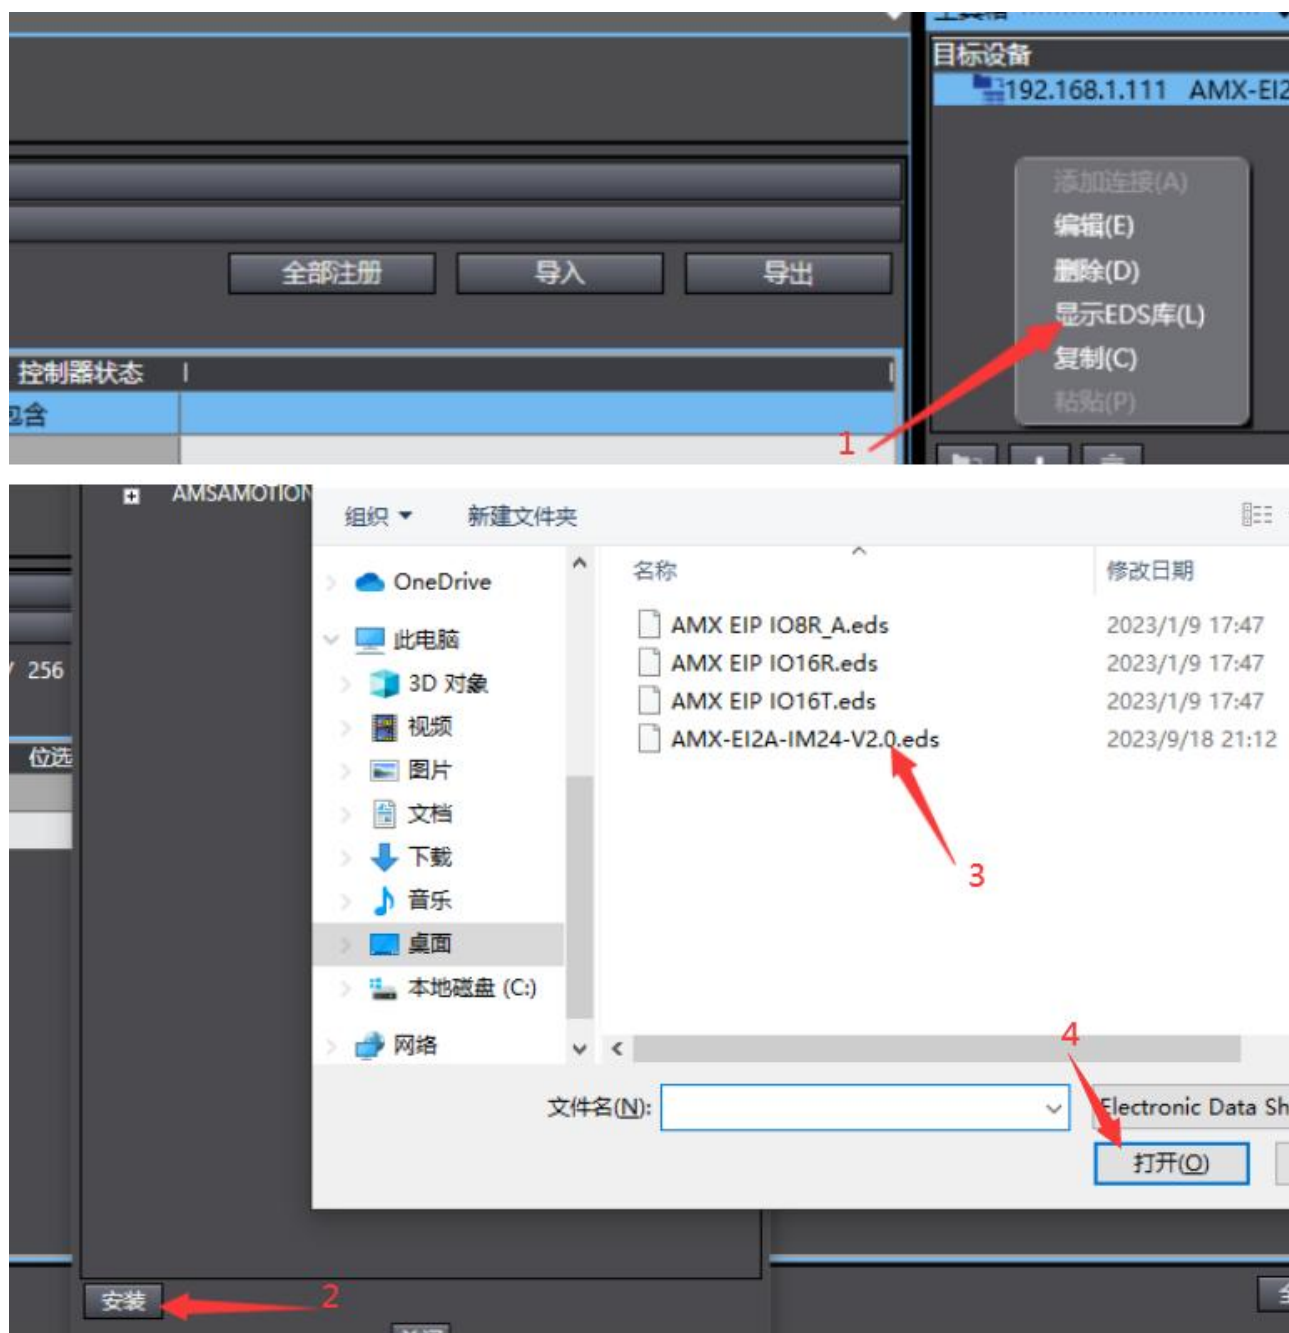 工具箱
目标设备
192.168.1.111 AMX-EI2
添加连接(A)
编辑(E)
删除(D)
显示EDS库(L)
复制(C)
粘贴(P)
全部注册 导入 导出
控制器状态
包含
1
AMSAMOTION
组织 新建文件夹
名称 修改日期
OneDrive
此电脑
3D 对象
视频
图片
文档
下载
音乐
桌面
本地磁盘 (C:)
网络
AMX EIP IO8R_A.eds 2023/1/9 17:47
AMX EIP IO16R.eds 2023/1/9 17:47
AMX EIP IO16T.eds 2023/1/9 17:47
AMX-EI2A-IM24-V2.0.eds 2023/9/18 21:12
/ 256
位选
3
4
文件名(N): Electronic Data Sh
打开(O)
安装
2